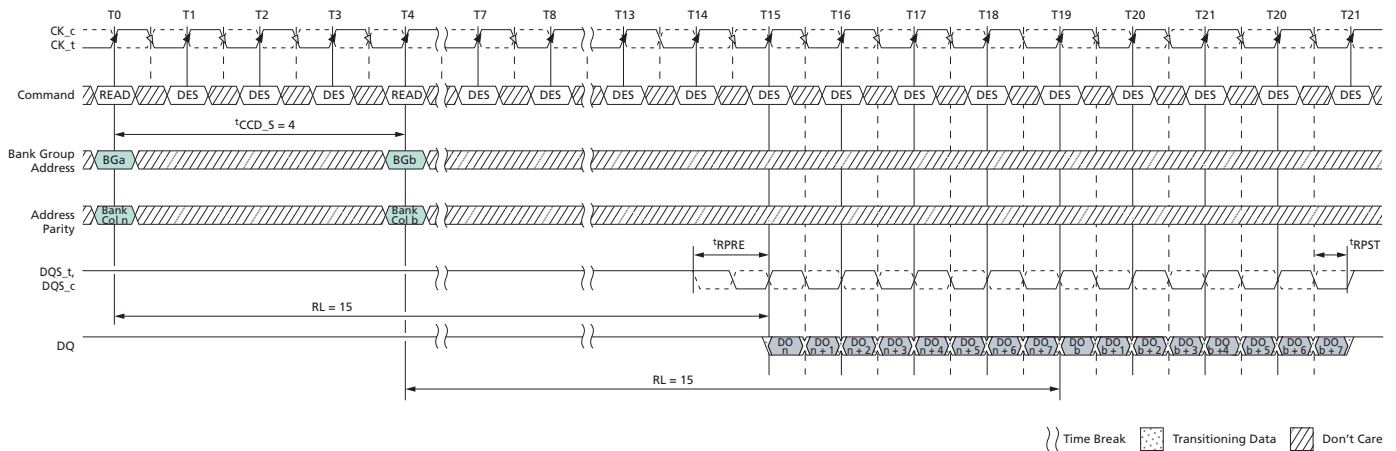 T0 T1 T2 T3 T4 T7 T8 T13 T14 T15 T16 T17 T18 T19 T20 T21 T20 T21
CK_c
CK_t
Command READ DES DES DES READ DES DES DES DES DES DES DES DES DES DES DES DES DES
tCCD_S = 4
Bank Group
Address
BGa BGb
Address
Parity
Bank
Col n
Bank
Col b
tRPRE tRPST
DQS_t,
DQS_c
RL = 15
DQ
DO
n
DO
n + 1
DO
n + 2
DO
n + 3
DO
n + 4
DO
n + 5
DO
n + 6
DO
n + 7
DO
b
DO
b + 1
DO
b + 2
DO
b + 3
DO
b +4
DO
b + 5
DO
b + 6
DO
b + 7
RL = 15
Time Break Transitioning Data Don't Care